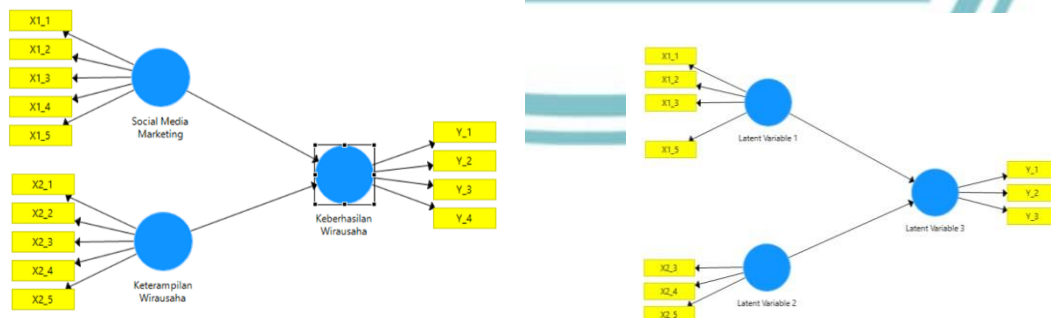 X1_1
X1_2
X1_3
X1_4
X1_5
Social Media
Marketing
X2_1
X2_2
X2_3
X2_4
X2_5
Keterampilan
Wirausaha
Keberhasilan
Wirausaha
Y_1
Y_2
Y_3
Y_4
X1_1
X1_2
X1_3
X1_5
Latent Variable 1
X2_3
X2_4
X2_5
Latent Variable 2
Latent Variable 3
Y_1
Y_2
Y_3